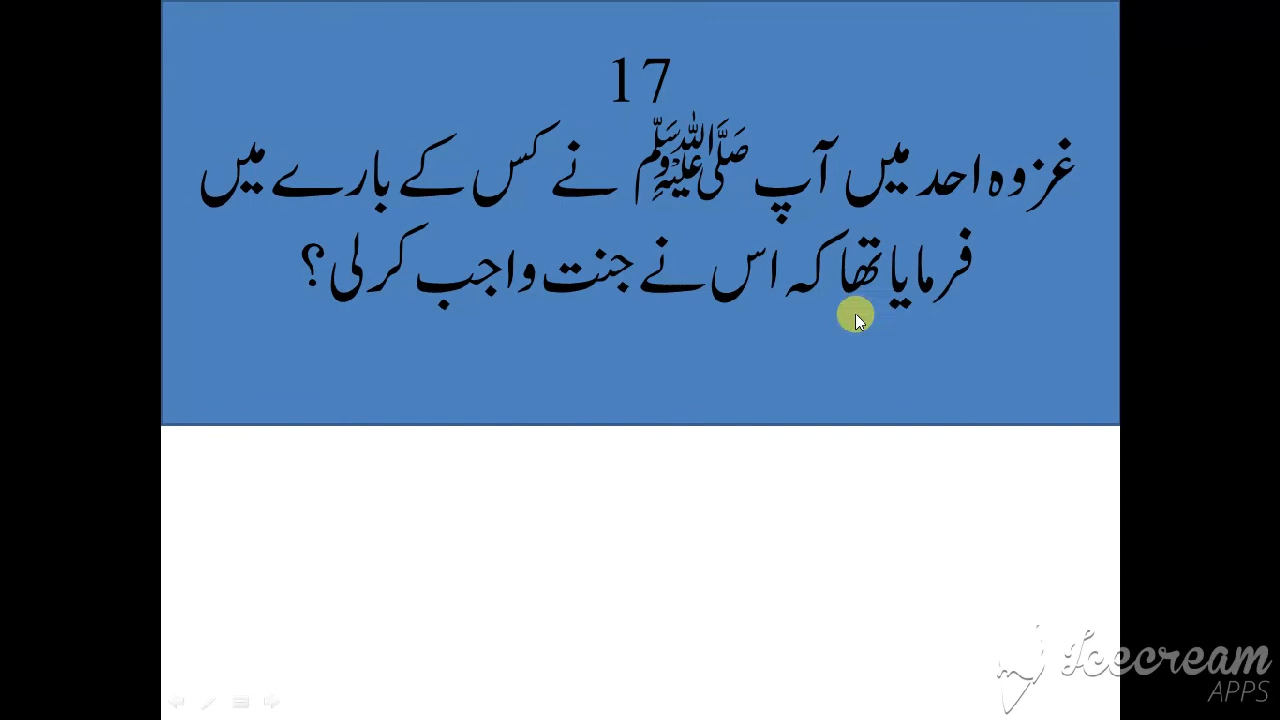 17
غزوہ احد میں آپ ﷺ نے کس کے بارے میں
فرمایا تھا کہ اس نے جنت واجب کر لی؟
Icecream
APPS